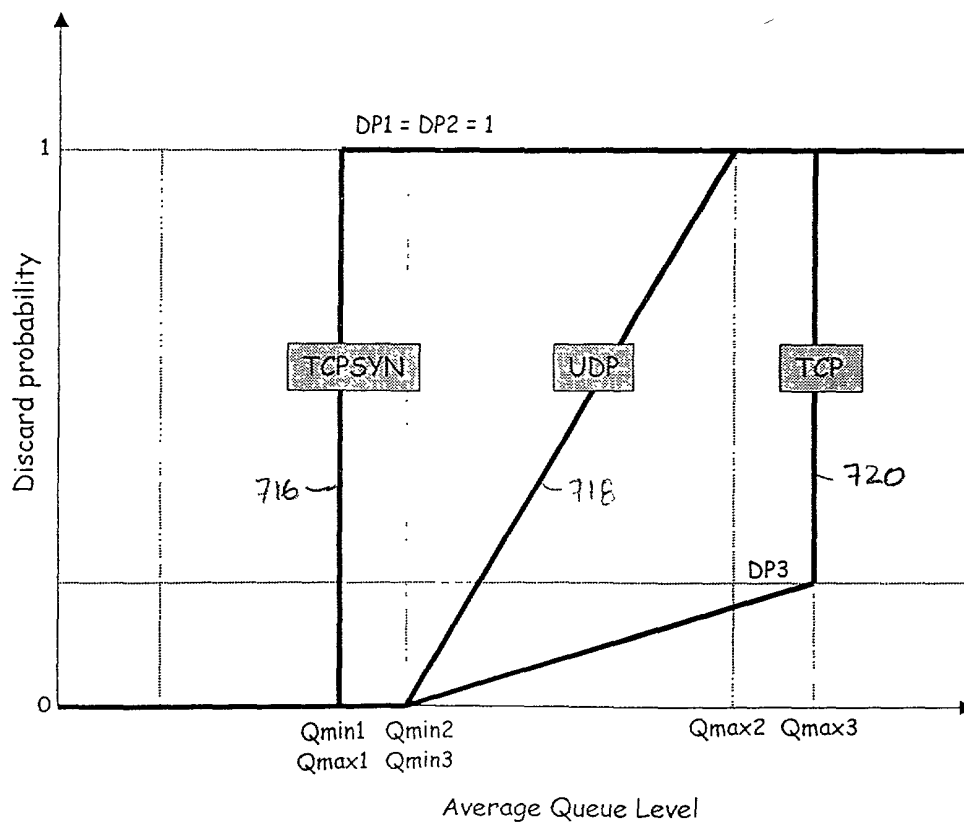 DP1 = DP2 = 1
1
Discard probability
TCPSYN
UDP
TCP
716
718
720
DP3
0
Qmin1 Qmin2 Qmax2 Qmax3
Qmax1 Qmin3
Average Queue Level